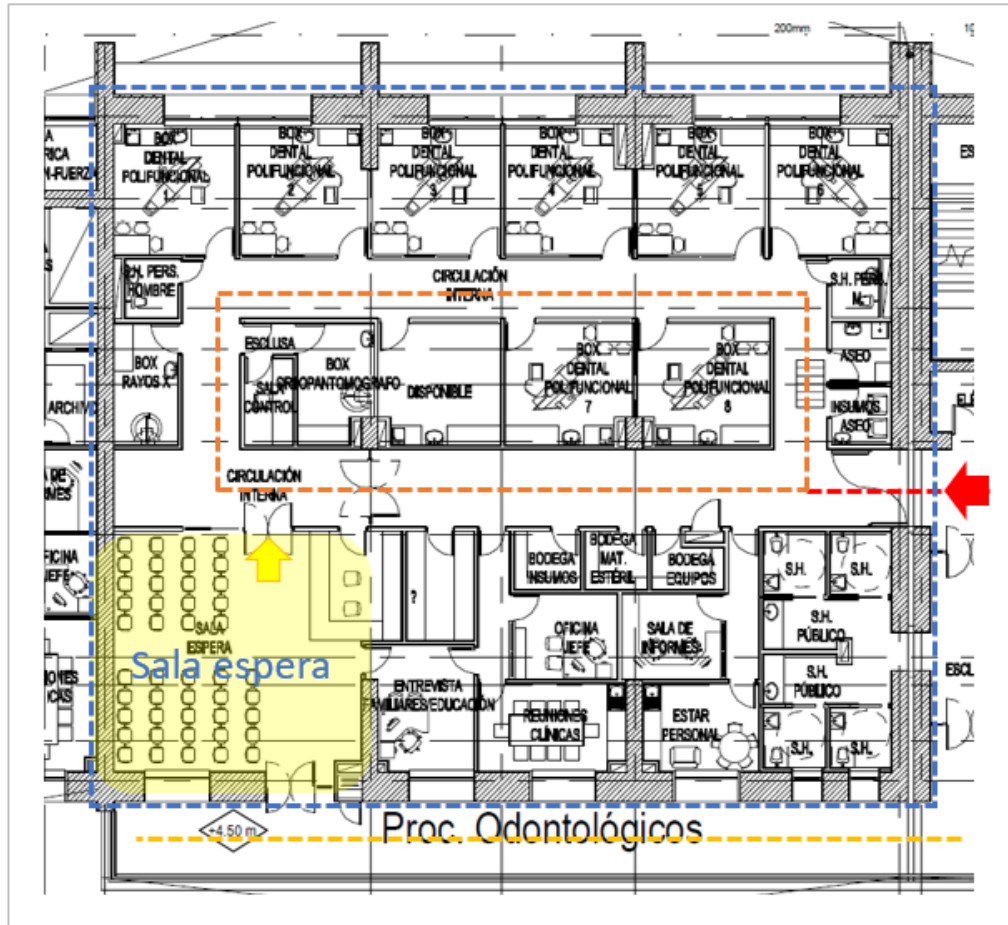 200mm
BOX
DENTAL
POLIFUNCIONAL
1
BOX
DENTAL
POLIFUNCIONAL
2
BOX
DENTAL
POLIFUNCIONAL
3
BOX
DENTAL
POLIFUNCIONAL
4
BOX
DENTAL
POLIFUNCIONAL
5
BOX
DENTAL
POLIFUNCIONAL
6
S.H. PERS.
HOMBRE
CIRCULACIÓN
INTERNA
S.H. PERS.
M.
ESCLUSA
BOX
RAYOS X
SALA
CONTROL
BOX
ORTOPANTOMOGRAFO
DISPONIBLE
BOX
DENTAL
POLIFUNCIONAL
7
BOX
DENTAL
POLIFUNCIONAL
8
ASEO
INSUMOS
ASEO
ARCHIVO
CIRCULACIÓN
INTERNA
BODEGA
INSUMOS
BODEGA
MAT.
ESTÉRIL
BODEGA
EQUIPOS
S.H.
S.H.
OFICINA
JEFE
?
SALA
ESPERA
Sala espera
OFICINA
JEFE
SALA DE
INFORMES
S.H.
PÚBLICO
S.H.
PÚBLICO
ENTREVISTA
FAMILIARES/EDUCACIÓN
REUNIONES
CLÍNICAS
ESTAR
PERSONAL
S.H.
S.H.
+4.50 m
Proc. Odontológicos